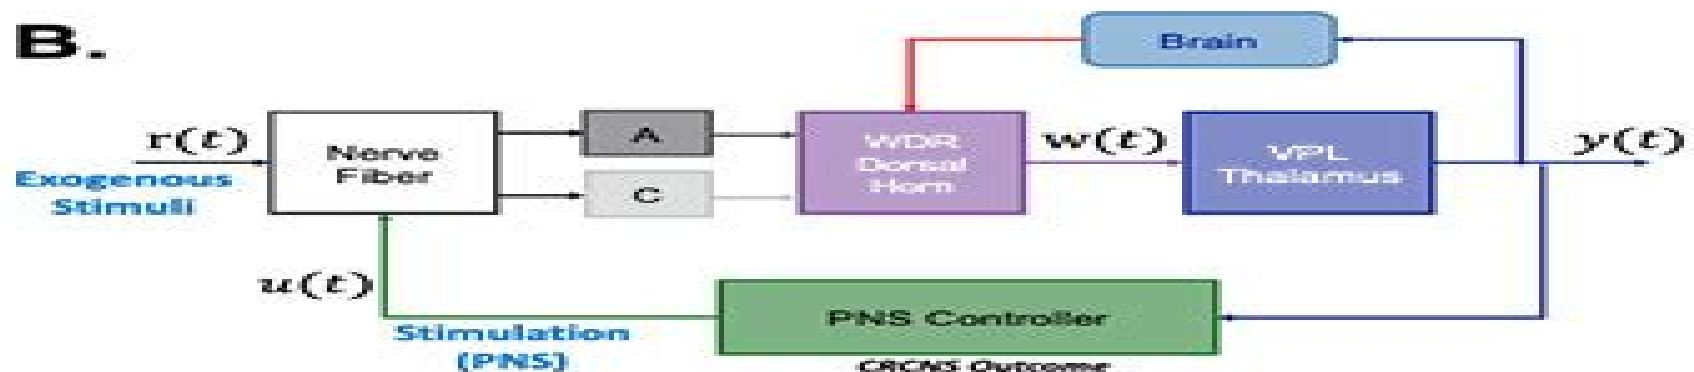 B.
Brain
r(t)
Exogenous
Stimuli
Nerve
Fiber
A
C
WDR
Dorsal
Horn
w(t)
VPL
Thalamus
y(t)
u(t)
Stimulation
(PNS)
PNS Controller
CRCNS Outcome